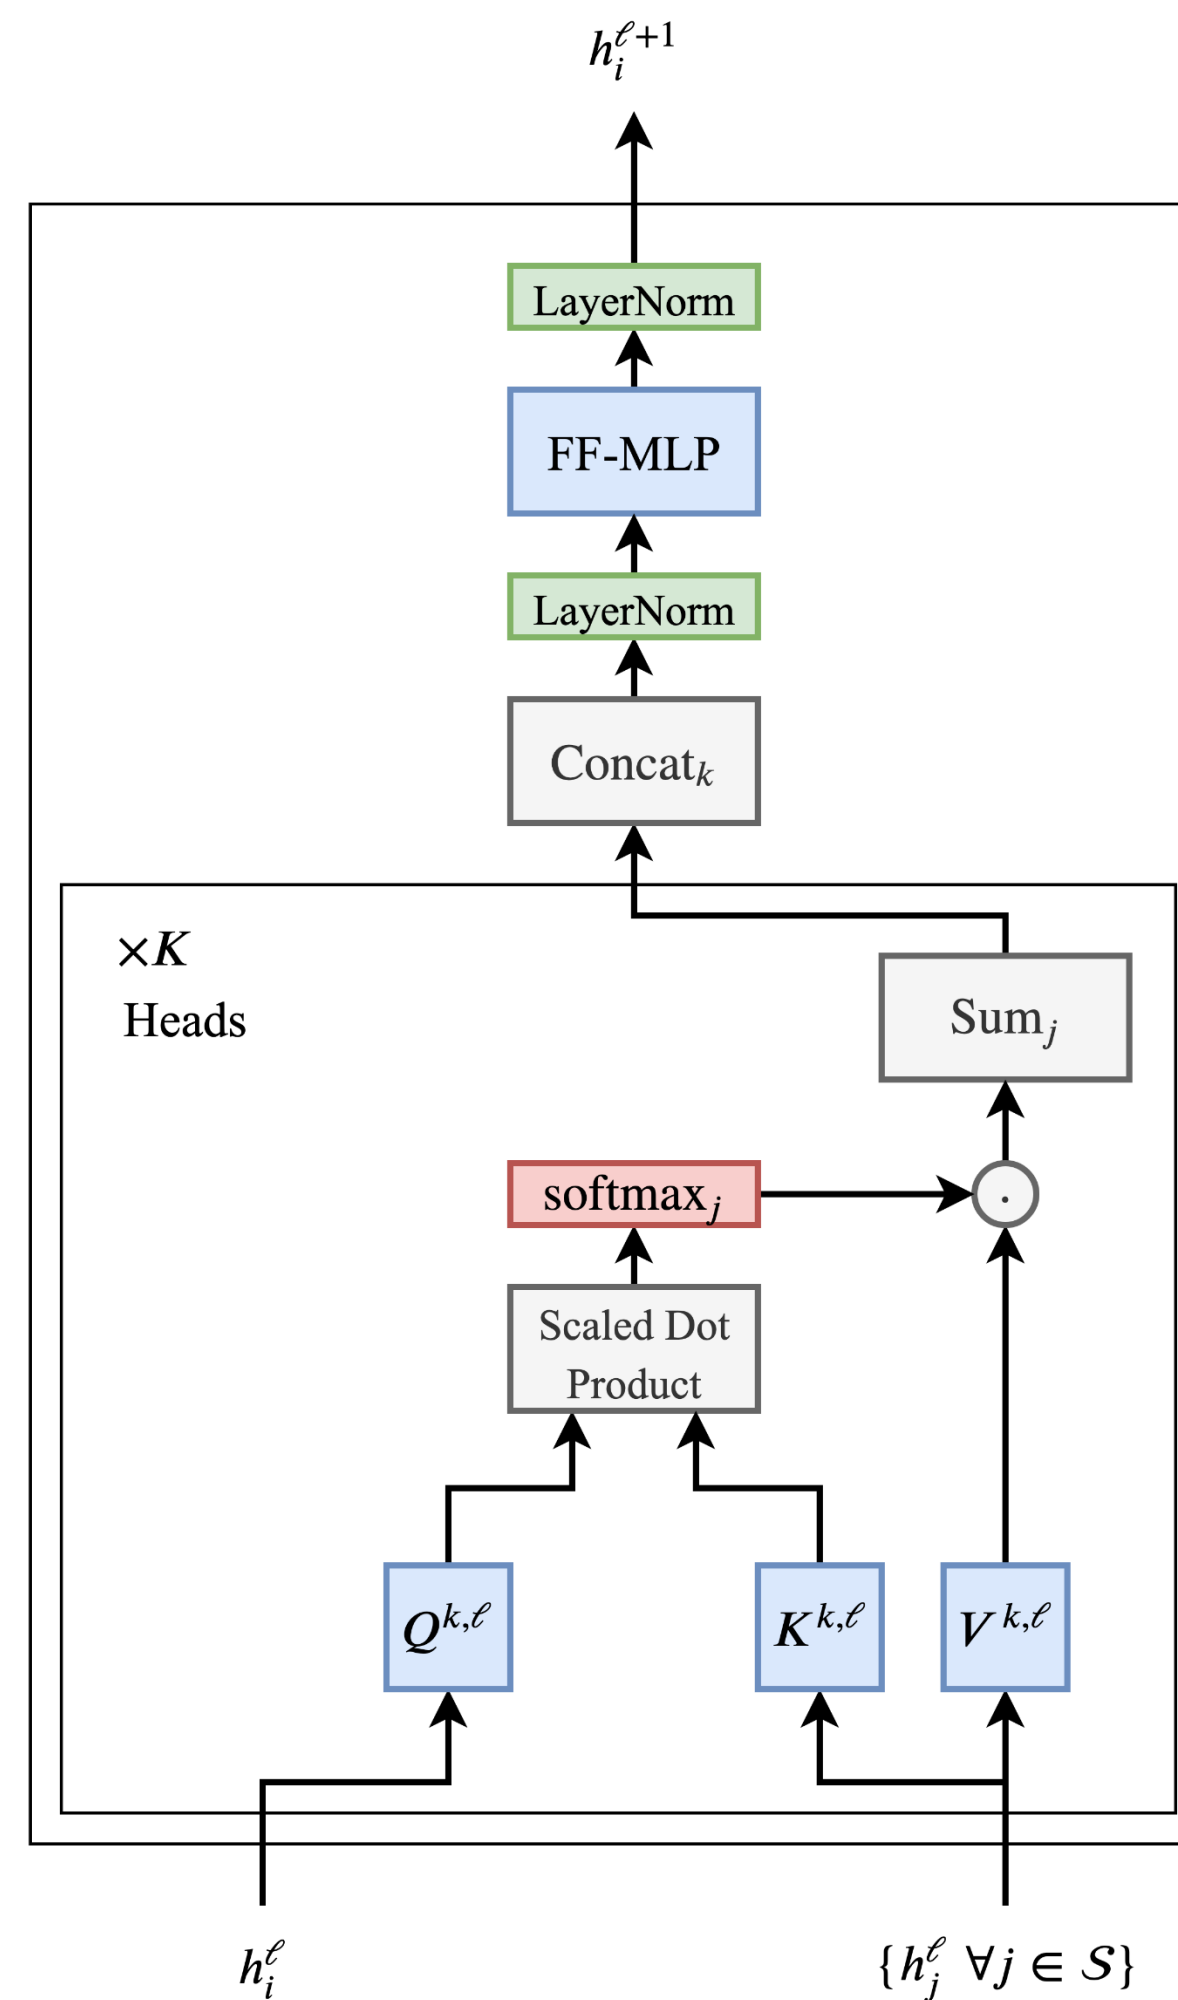 h_i^{ℓ+1}
LayerNorm
FF-MLP
LayerNorm
Concat_k
×K
Heads
Sum_j
softmax_j
.
Scaled Dot
Product
Q^{k,ℓ} K^{k,ℓ} V^{k,ℓ}
h_i^ℓ {h_j^ℓ ∀j ∈ 𝒮}